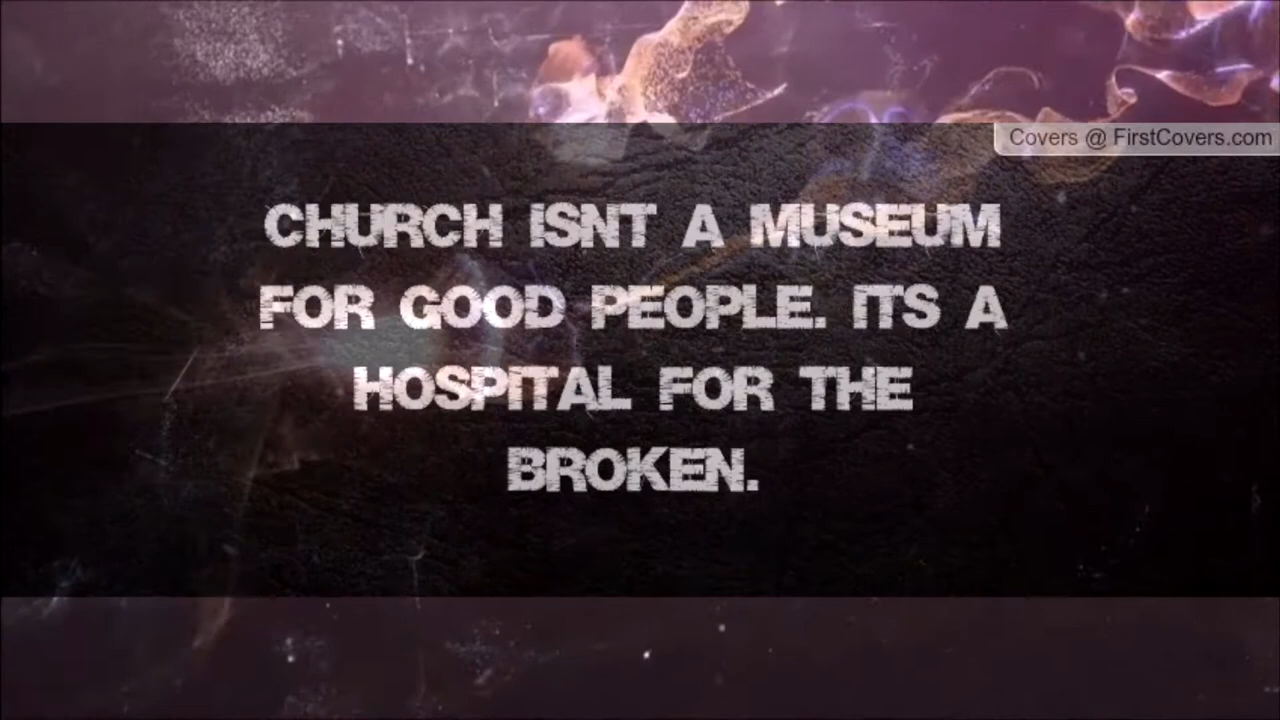 Covers @ FirstCovers.com
CHURCH ISNT A MUSEUM
FOR GOOD PEOPLE. ITS A
HOSPITAL FOR THE
BROKEN.